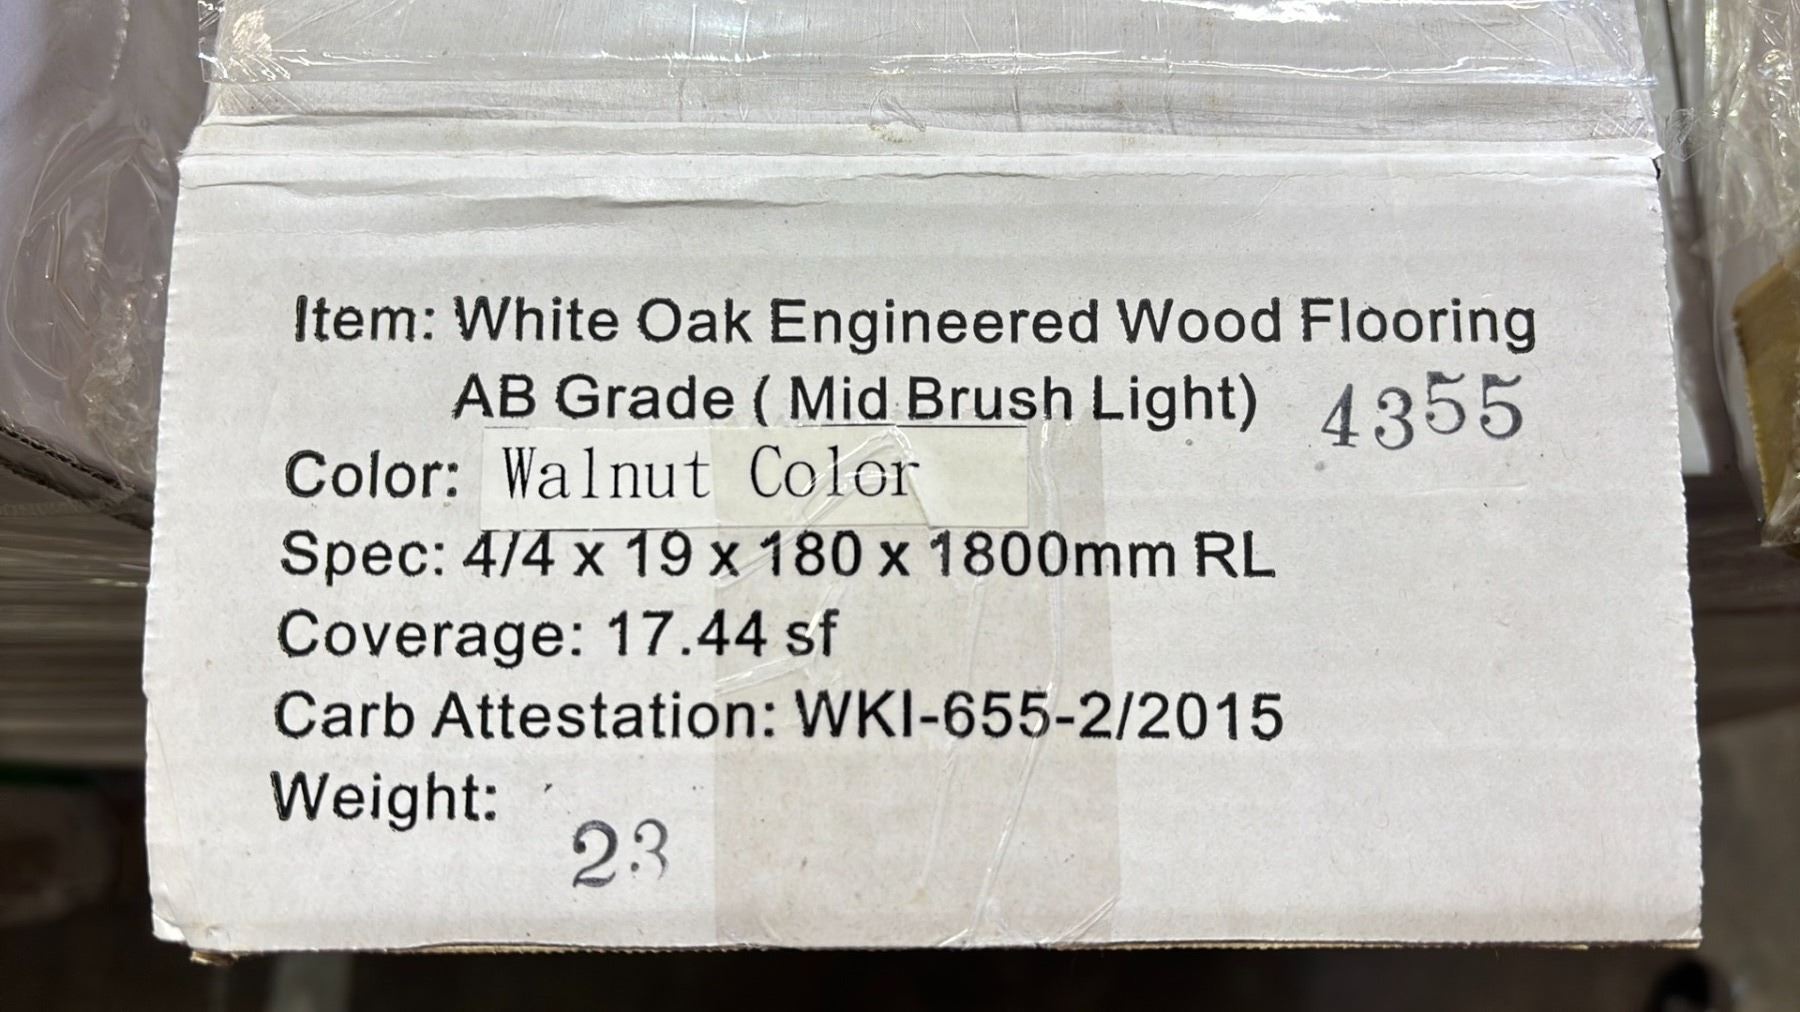 Item: White Oak Engineered Wood Flooring
AB Grade ( Mid Brush Light) 4355
Color: Walnut Color
Spec: 4/4 x 19 x 180 x 1800mm RL
Coverage: 17.44 sf
Carb Attestation: WKI-655-2/2015
Weight:
23